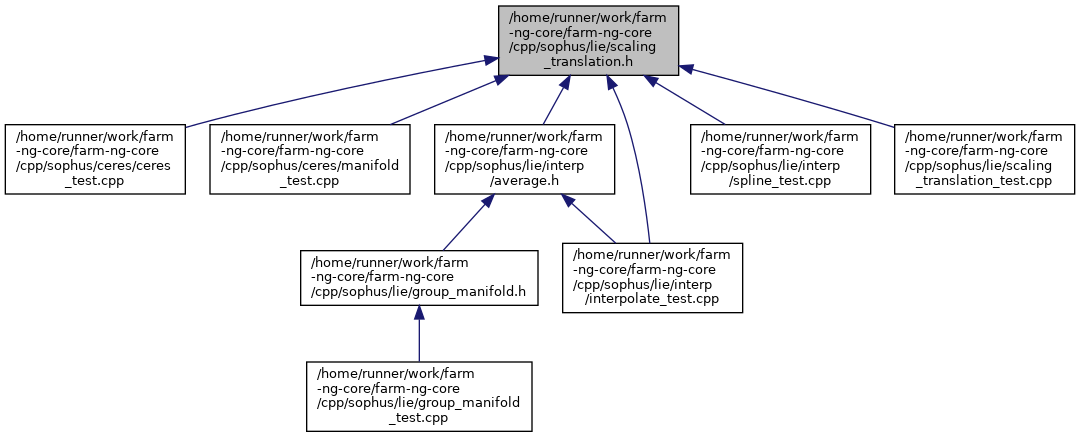 /home/runner/work/farm
-ng-core/farm-ng-core
/cpp/sophus/lie/scaling
_translation.h
/home/runner/work/farm
-ng-core/farm-ng-core
/cpp/sophus/ceres/ceres
_test.cpp
/home/runner/work/farm
-ng-core/farm-ng-core
/cpp/sophus/ceres/manifold
_test.cpp
/home/runner/work/farm
-ng-core/farm-ng-core
/cpp/sophus/lie/interp
/average.h
/home/runner/work/farm
-ng-core/farm-ng-core
/cpp/sophus/lie/interp
/spline_test.cpp
/home/runner/work/farm
-ng-core/farm-ng-core
/cpp/sophus/lie/scaling
_translation_test.cpp
/home/runner/work/farm
-ng-core/farm-ng-core
/cpp/sophus/lie/group_manifold.h
/home/runner/work/farm
-ng-core/farm-ng-core
/cpp/sophus/lie/interp
/interpolate_test.cpp
/home/runner/work/farm
-ng-core/farm-ng-core
/cpp/sophus/lie/group_manifold
_test.cpp